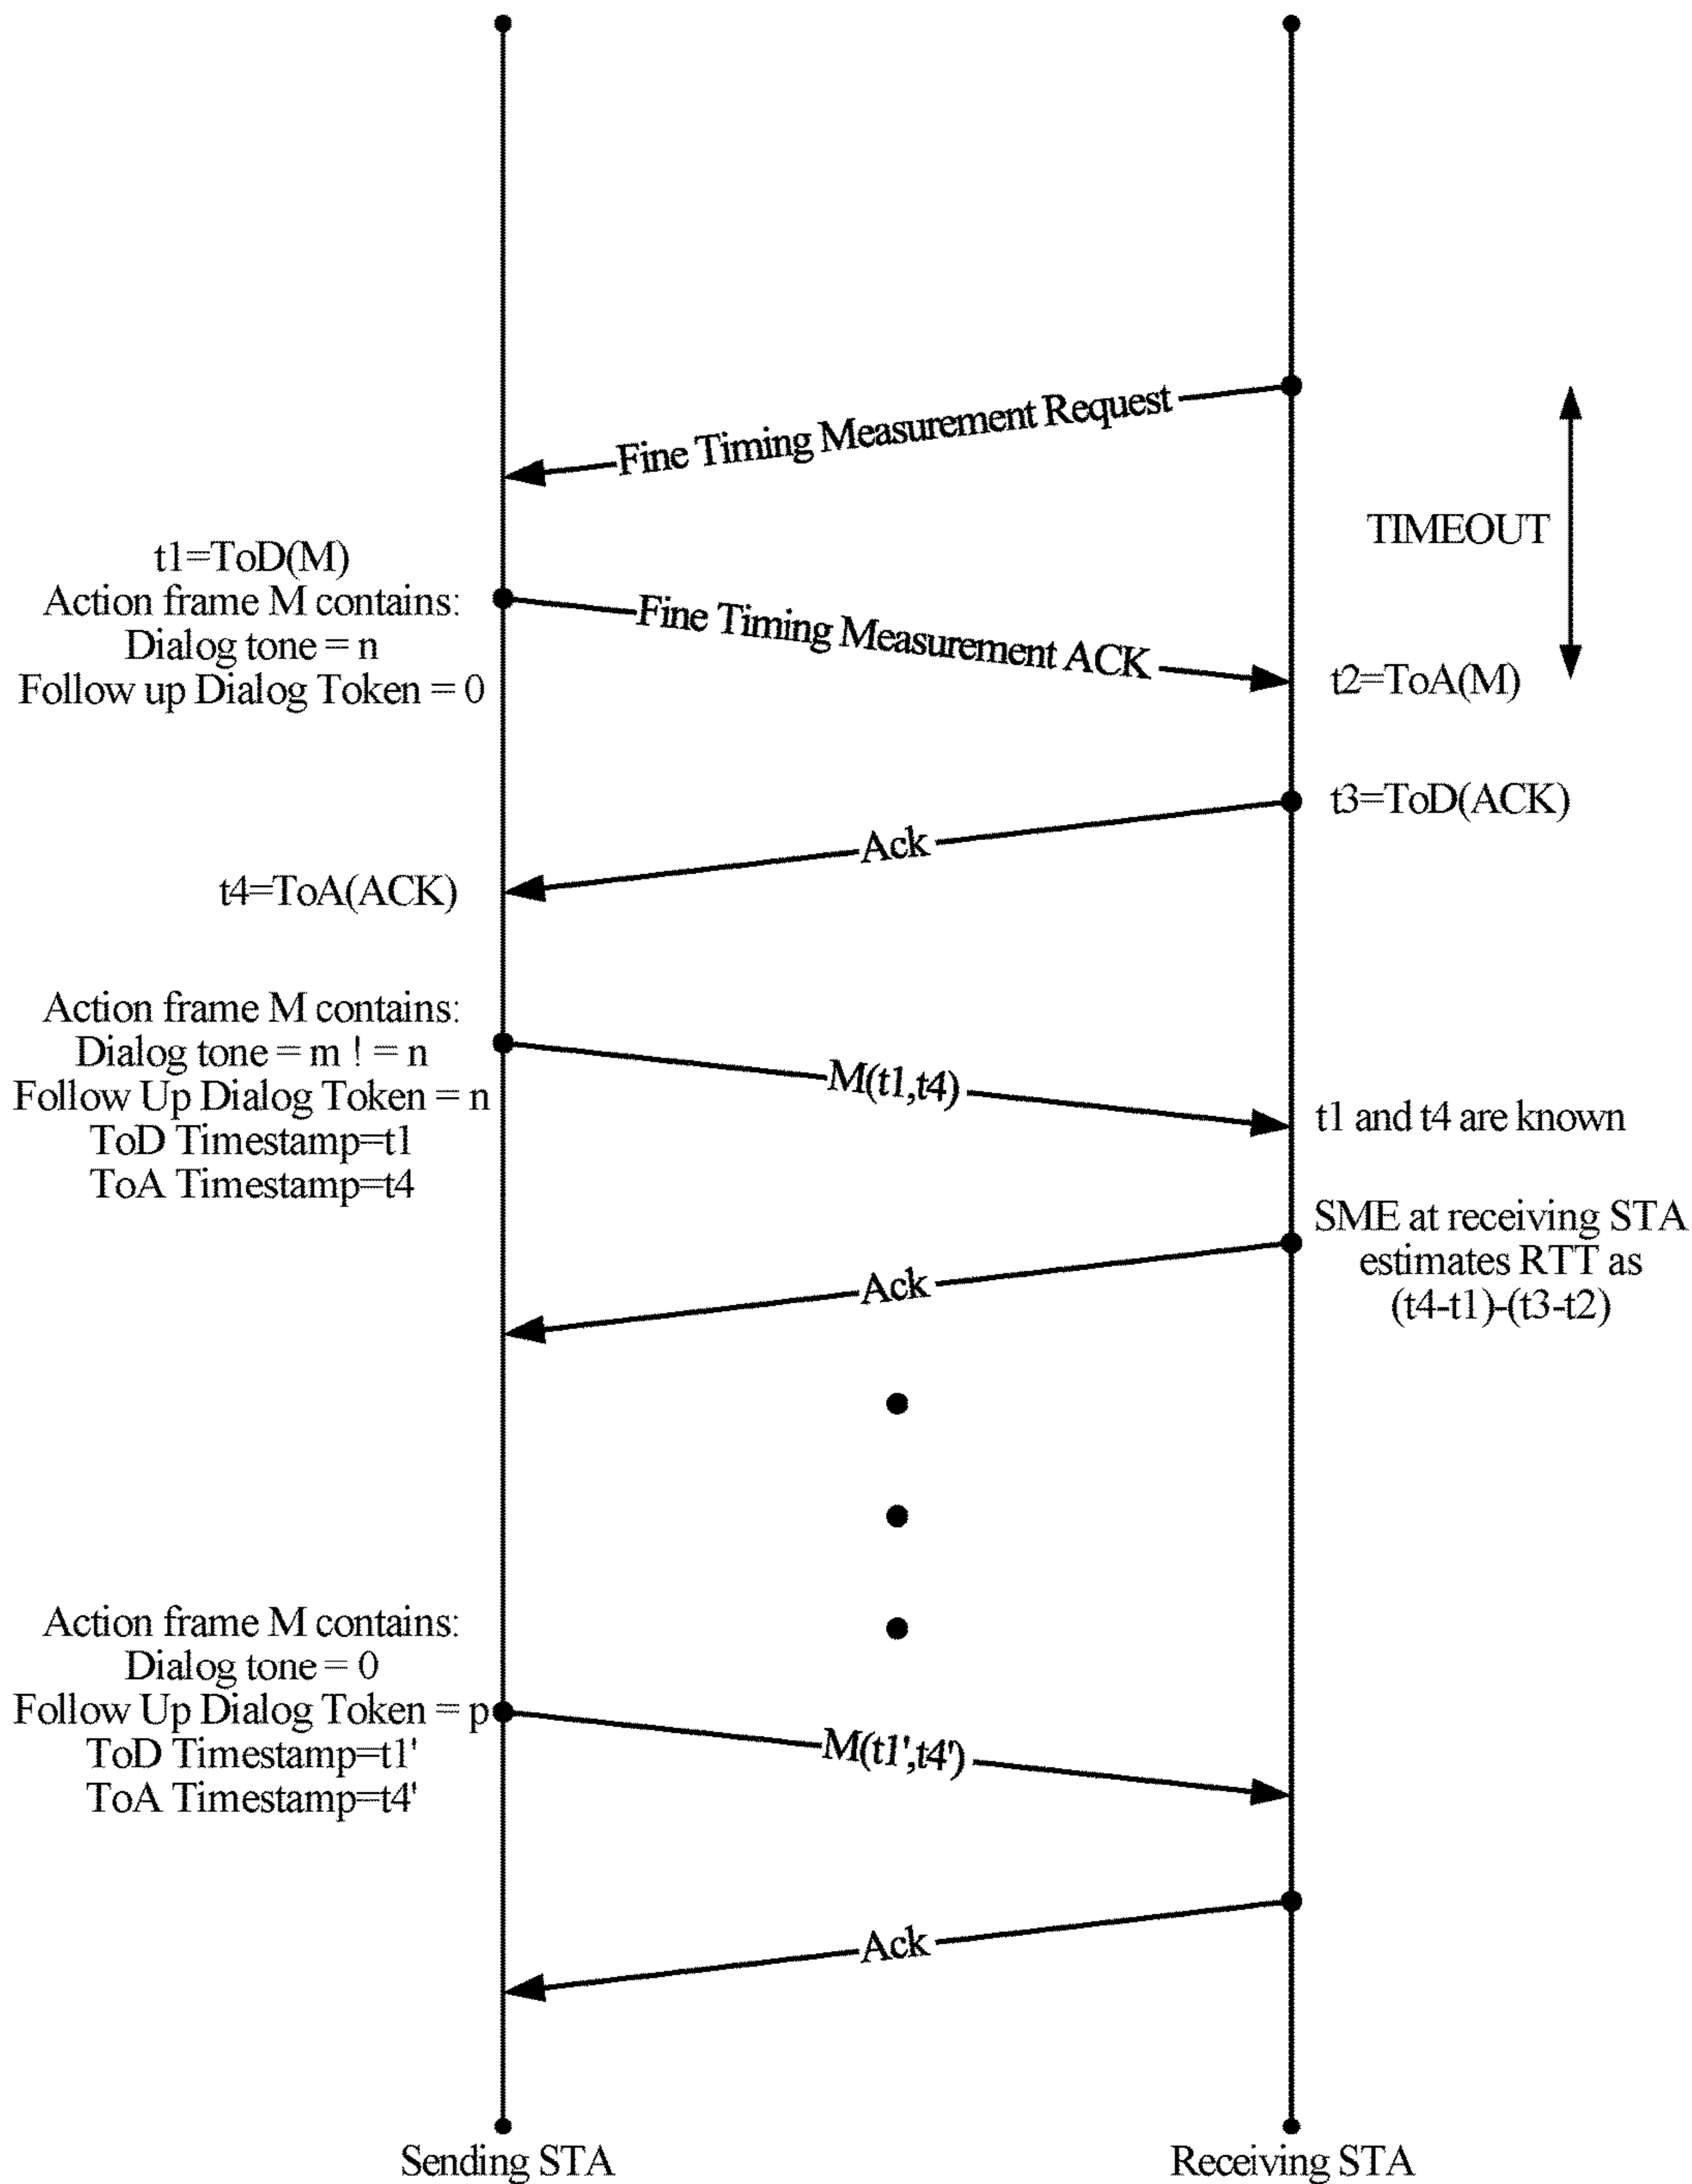 Fine Timing Measurement Request
TIMEOUT
t1=ToD(M)
Action frame M contains:
Dialog tone = n
Follow up Dialog Token = 0
Fine Timing Measurement ACK
t2=ToA(M)
t3=ToD(ACK)
Ack
t4=ToA(ACK)
Action frame M contains:
Dialog tone = m ! = n
Follow Up Dialog Token = n
ToD Timestamp=t1
ToA Timestamp=t4
M(t1,t4)
t1 and t4 are known
SME at receiving STA
estimates RTT as
(t4-t1)-(t3-t2)
Ack
Action frame M contains:
Dialog tone = 0
Follow Up Dialog Token = p
ToD Timestamp=t1'
ToA Timestamp=t4'
M(t1',t4')
Ack
Sending STA
Receiving STA